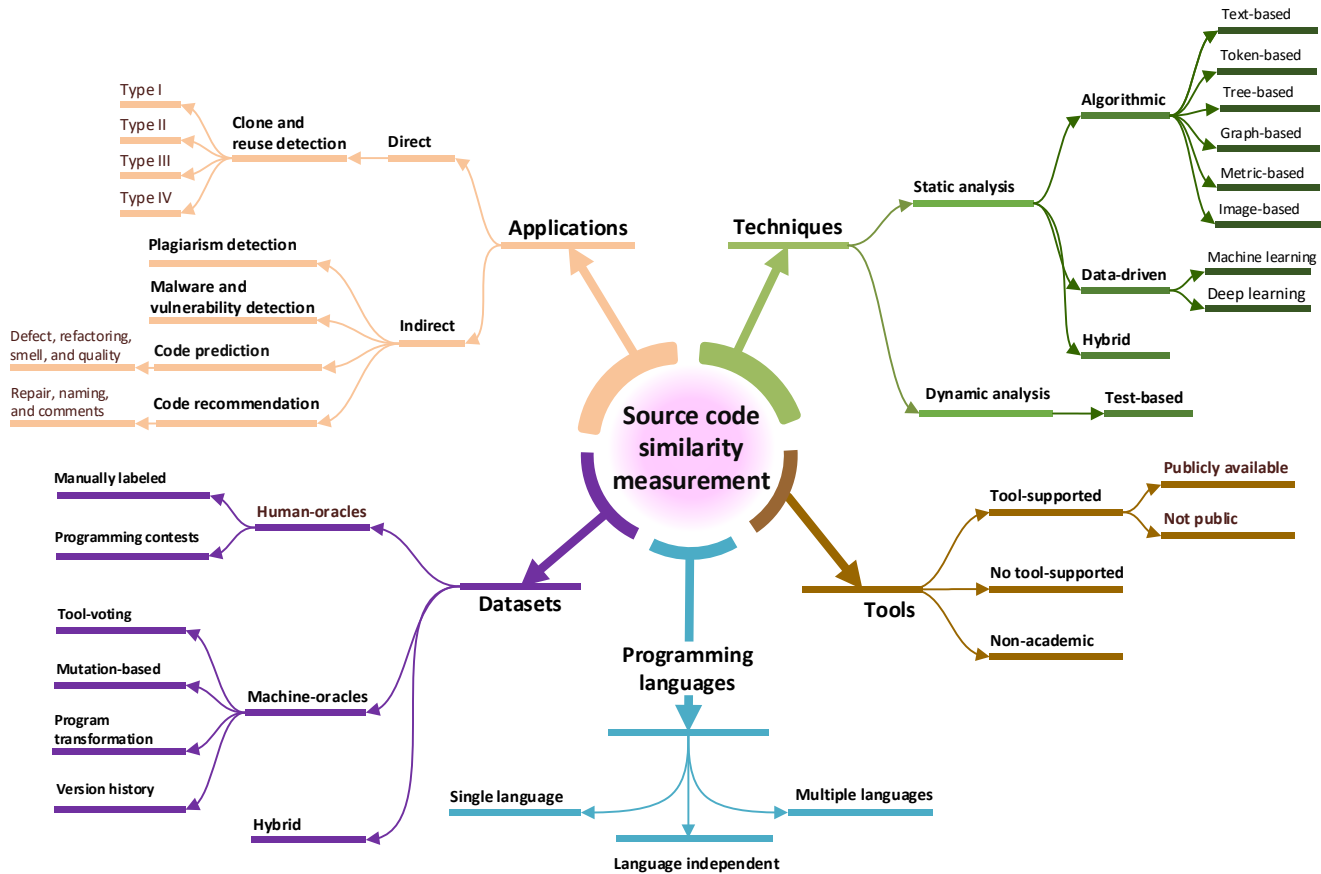 Source code
similarity
measurement
Applications
Direct
Clone and
reuse detection
Type I
Type II
Type III
Type IV
Indirect
Plagiarism detection
Malware and
vulnerability detection
Code prediction
Defect, refactoring,
smell, and quality
Code recommendation
Repair, naming,
and comments
Techniques
Static analysis
Algorithmic
Text-based
Token-based
Tree-based
Graph-based
Metric-based
Image-based
Data-driven
Machine learning
Deep learning
Hybrid
Dynamic analysis
Test-based
Tools
Tool-supported
Publicly available
Not public
No tool-supported
Non-academic
Programming
languages
Single language
Language independent
Multiple languages
Datasets
Human-oracles
Manually labeled
Programming contests
Machine-oracles
Tool-voting
Mutation-based
Program
transformation
Version history
Hybrid